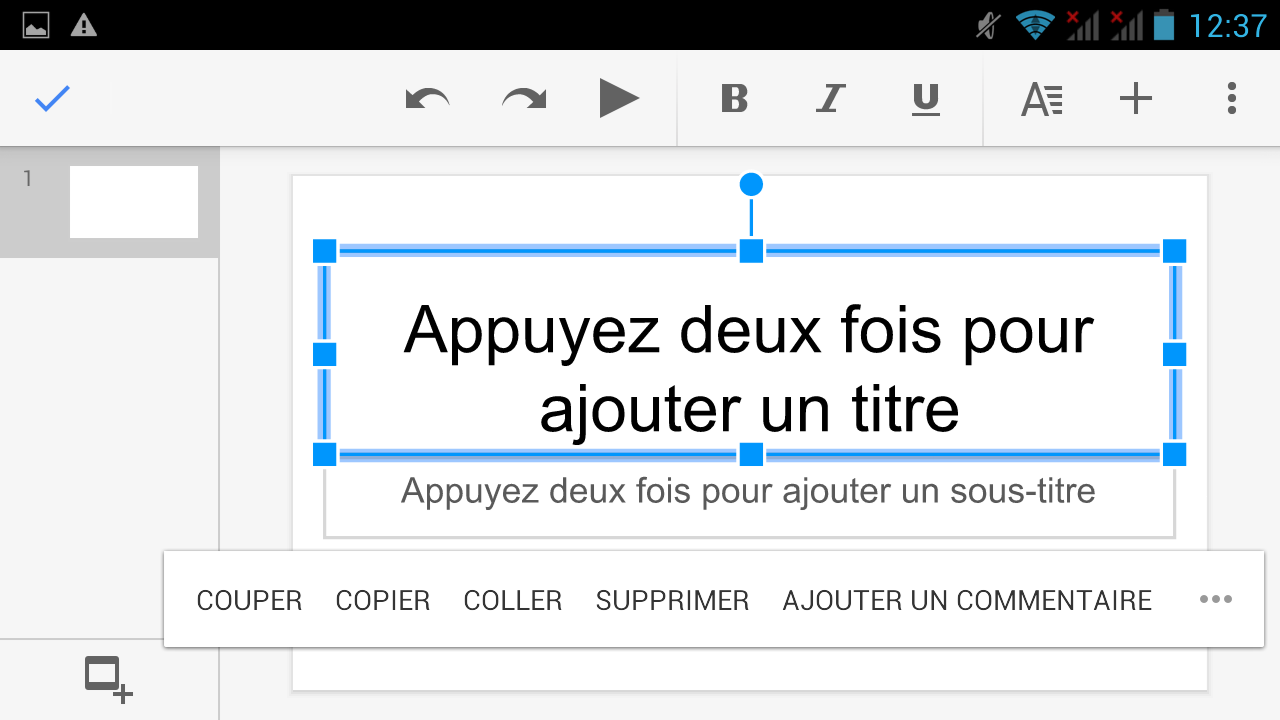 12:37
B I U A
1
Appuyez deux fois pour
ajouter un titre
Appuyez deux fois pour ajouter un sous-titre
COUPER COPIER COLLER SUPPRIMER AJOUTER UN COMMENTAIRE